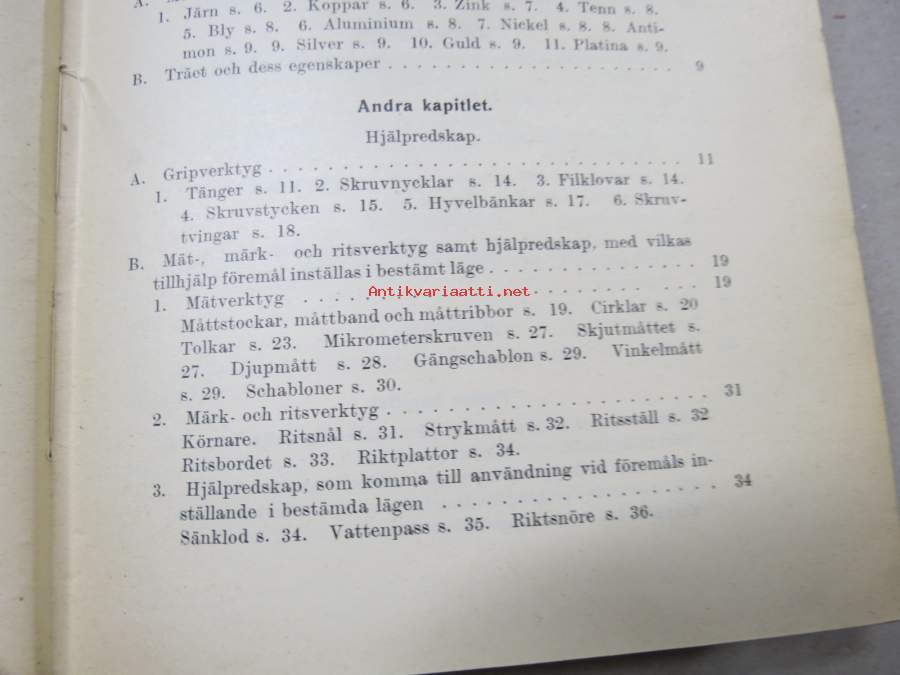 A.
1. Järn s. 6. 2. Koppar s. 6. 3. Zink s. 7. 4. Tenn s. 8.
5. Bly s. 8. 6. Aluminium s. 8. 7. Nickel s. 8. 8. Anti-
mon s. 9. 9. Silver s. 9. 10. Guld s. 9. 11. Platina s. 9.
B. Träet och dess egenskaper . . . . . . . . . . . . . . . . . . . . 9
Andra kapitlet.
Hjälpredskap.
A. Gripverktyg . . . . . . . . . . . . . . . . . . . . . . . . . . . . 11
1. Tänger s. 11. 2. Skruvnycklar s. 14. 3. Filklovar s. 14.
4. Skruvstycken s. 15. 5. Hyvelbänkar s. 17. 6. Skruv-
tvingar s. 18.
B. Mät-, märk- och ritsverktyg samt hjälpredskap, med vilkas
tillhjälp föremål inställas i bestämt läge . . . . . . . . . . . . . . . 19
1. Mätverktyg . . . . . . . . . . . . . . . . . . . . . . . . . . 19
Antikvariaatti.net
Måttstockar, måttband och måttribbor s. 19. Cirklar s. 20
Tolkar s. 23. Mikrometerskruven s. 27. Skjutmåttet s.
27. Djupmått s. 28. Gängschablon s. 29. Vinkelmått
s. 29. Schabloner s. 30.
2. Märk- och ritsverktyg . . . . . . . . . . . . . . . . . . . . . . 31
Körnare. Ritsnål s. 31. Strykmått s. 32. Ritsställ s. 32
Ritsbordet s. 33. Riktplattor s. 34.
3. Hjälpredskap, som komma till användning vid föremåls in-
ställande i bestämda lägen . . . . . . . . . . . . . . . . . . . 34
Sänklod s. 34. Vattenpass s. 35. Riktsnöre s. 36.